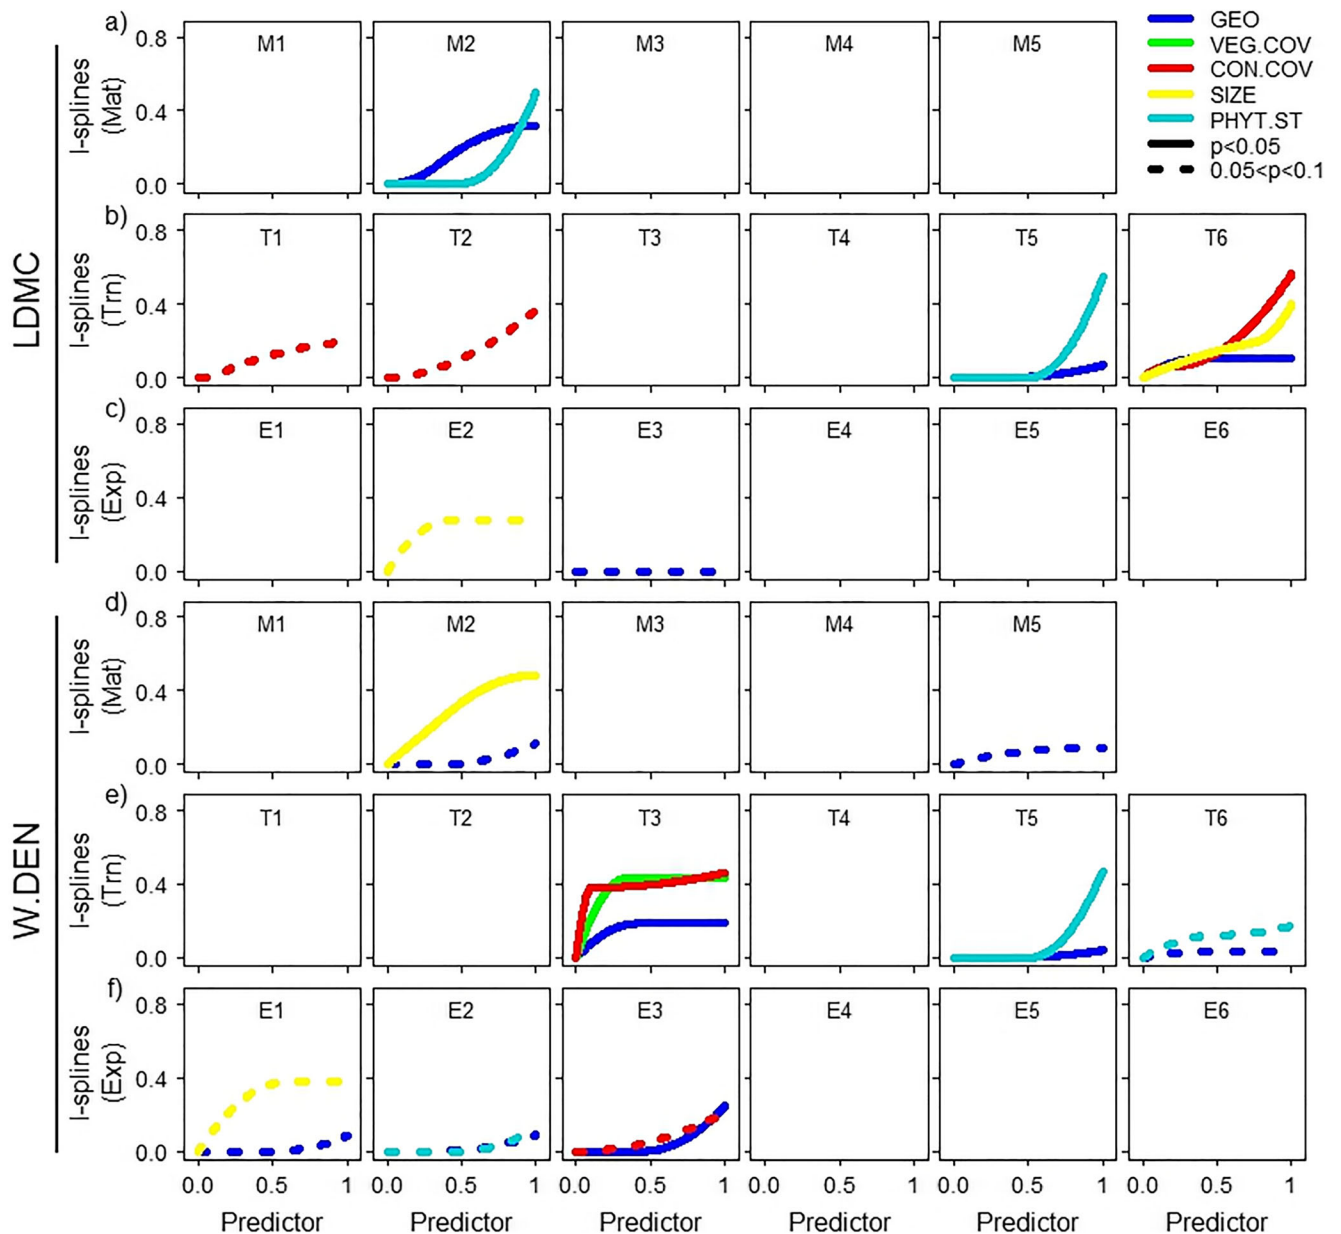 a)
M1 M2 M3 M4 M5
0.8
0.4
0.0
I-splines
(Mat)
GEO
VEG.COV
CON.COV
SIZE
PHYT.ST
p<0.05
0.05<p<0.1
LDMC
b)
T1 T2 T3 T4 T5 T6
0.8
0.4
0.0
I-splines
(Trn)
c)
E1 E2 E3 E4 E5 E6
0.8
0.4
0.0
I-splines
(Exp)
W.DEN
d)
M1 M2 M3 M4 M5
0.8
0.4
0.0
I-splines
(Mat)
e)
T1 T2 T3 T4 T5 T6
0.8
0.4
0.0
I-splines
(Trn)
f)
E1 E2 E3 E4 E5 E6
0.8
0.4
0.0
I-splines
(Exp)
0.0 0.5 1 0.0 0.5 1 0.0 0.5 1 0.0 0.5 1 0.0 0.5 1 0.0 0.5 1
Predictor Predictor Predictor Predictor Predictor Predictor